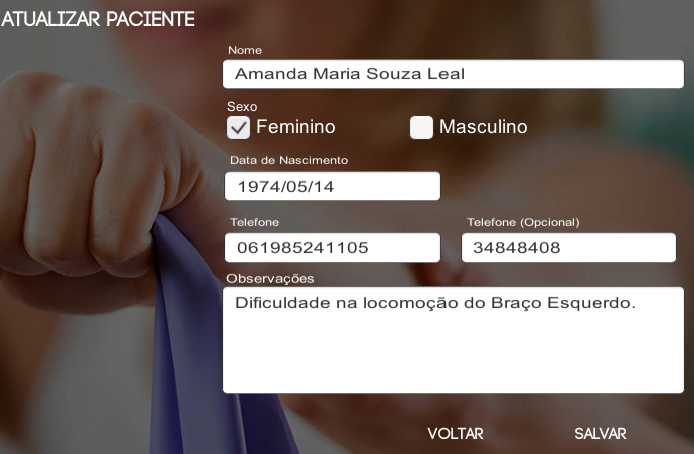 ATUALIZAR PACIENTE
Nome
Amanda Maria Souza Leal
Sexo
Feminino Masculino
Data de Nascimento
1974/05/14
Telefone Telefone (Opcional)
061985241105 34848408
Observações
Dificuldade na locomoção do Braço Esquerdo.
VOLTAR SALVAR